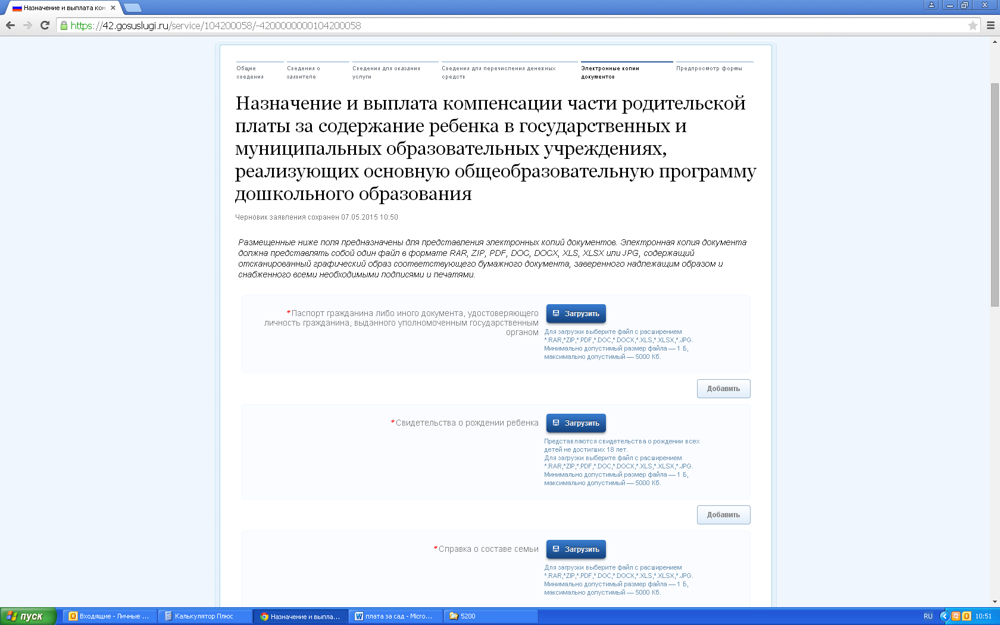 Назначение и выплата ком
https://42.gosuslugi.ru/service/104200058/-4200000000104200058
Общие
сведения
Сведения о
заявителе
Сведения для оказания
услуги
Сведения для перечисления денежных
средств
Электронные копии
документов
Предпросмотр формы
Назначение и выплата компенсации части родительской
платы за содержание ребенка в государственных и
муниципальных образовательных учреждениях,
реализующих основную общеобразовательную программу
дошкольного образования
Черновик заявления сохранен 07.05.2015 10:50
Размещенные ниже поля предназначены для представления электронных копий документов. Электронная копия документа
должна представлять собой один файл в формате RAR, ZIP, PDF, DOC, DOCX, XLS, XLSX или JPG, содержащий
отсканированный графический образ соответствующего бумажного документа, заверенного надлежащим образом и
снабженного всеми необходимыми подписями и печатями.
*Паспорт гражданина либо иного документа, удостоверяющего
личность гражданина, выданного уполномоченным государственным
органом
Загрузить
Для загрузки выберите файл с расширением
*.RAR,*ZIP,*.PDF,*.DOC,*.DOCX,*.XLS,*.XLSX,*.JPG.
Минимально допустимый размер файла — 1 Б,
максимально допустимый — 5000 Кб.
Добавить
*Свидетельства о рождении ребенка
Загрузить
Представляются свидетельства о рождении всех
детей не достигших 18 лет.
Для загрузки выберите файл с расширением
*.RAR,*ZIP,*.PDF,*.DOC,*.DOCX,*.XLS,*.XLSX,*.JPG.
Минимально допустимый размер файла — 1 Б,
максимально допустимый — 5000 Кб.
Добавить
*Справка о составе семьи
Загрузить
Для загрузки выберите файл с расширением
*.RAR,*ZIP,*.PDF,*.DOC,*.DOCX,*.XLS,*.XLSX,*.JPG.
Минимально допустимый размер файла — 1 Б,
максимально допустимый — 5000 Кб.
пуск
Входящие - Личные ...
Калькулятор Плюс
Назначение и выпла...
плата за сад - Micro...
5200
RU
10:51